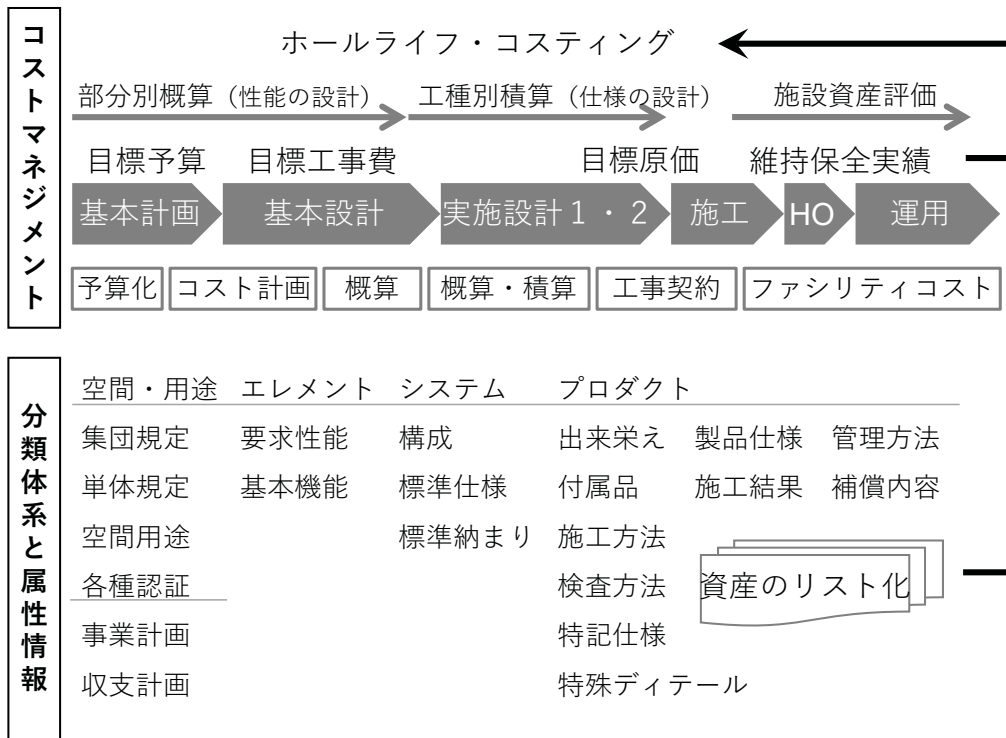 コストマネジメント
ホールライフ・コスティング
部分別概算（性能の設計）
工種別積算（仕様の設計）
施設資産評価
目標予算
目標工事費
目標原価
維持保全実績
基本計画
基本設計
実施設計１・２
施工
HO
運用
予算化
コスト計画
概算
概算・積算
工事契約
ファシリティコスト
分類体系と属性情報
空間・用途 エレメント システム プロダクト
集団規定 要求性能 構成 出来栄え 製品仕様 管理方法
単体規定 基本機能 標準仕様 付属品 施工結果 補償内容
空間用途 標準納まり 施工方法
各種認証 検査方法
資産のリスト化
事業計画 特記仕様
収支計画 特殊ディテール